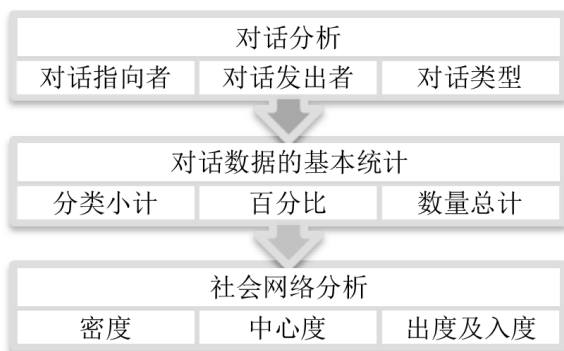 对话分析
对话指向者 对话发出者 对话类型
对话数据的基本统计
分类小计 百分比 数量总计
社会网络分析
密度 中心度 出度及入度